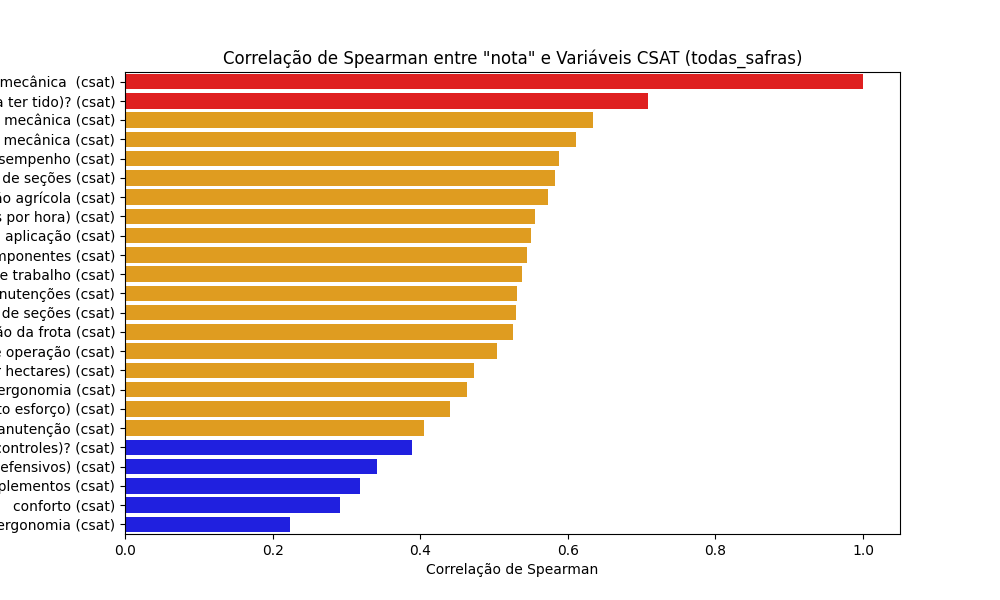 Correlação de Spearman entre "nota" e Variáveis CSAT (todas_safras)
mecânica (csat)
a ter tido)? (csat)
mecânica (csat)
mecânica (csat)
sempenho (csat)
de seções (csat)
ão agrícola (csat)
s por hora) (csat)
aplicação (csat)
mponentes (csat)
e trabalho (csat)
nutenções (csat)
de seções (csat)
ão da frota (csat)
e operação (csat)
r hectares) (csat)
ergonomia (csat)
to esforço) (csat)
anutenção (csat)
controles)? (csat)
efensivos) (csat)
plementos (csat)
conforto (csat)
ergonomia (csat)
0.0 0.2 0.4 0.6 0.8 1.0
Correlação de Spearman